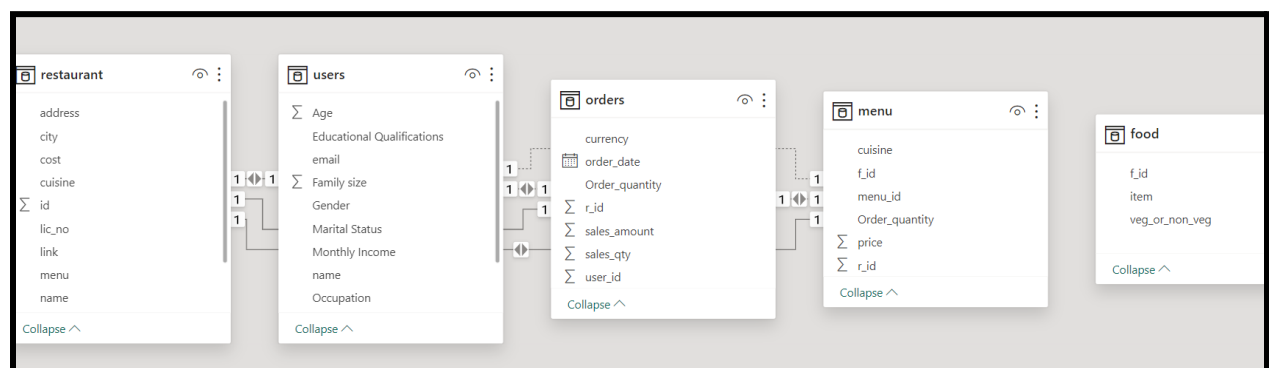 restaurant
address
city
cost
cuisine
id
lic_no
link
menu
name
Collapse
1
1
1
1
users
Age
Educational Qualifications
email
Family size
Gender
Marital Status
Monthly Income
name
Occupation
Collapse
1
1
1
1
orders
currency
order_date
Order_quantity
r_id
sales_amount
sales_qty
user_id
Collapse
1
1
1
1
menu
cuisine
f_id
menu_id
Order_quantity
price
r_id
Collapse
food
f_id
item
veg_or_non_veg
Collapse